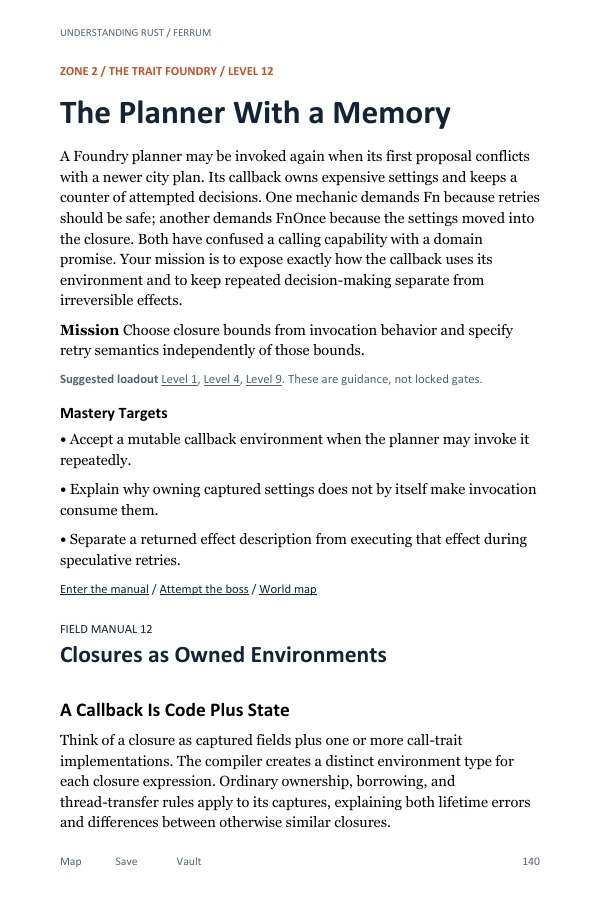 UNDERSTANDING RUST / FERRUM
ZONE 2 / THE TRAIT FOUNDRY / LEVEL 12
The Planner With a Memory
A Foundry planner may be invoked again when its first proposal conflicts
with a newer city plan. Its callback owns expensive settings and keeps a
counter of attempted decisions. One mechanic demands Fn because retries
should be safe; another demands FnOnce because the settings moved into
the closure. Both have confused a calling capability with a domain
promise. Your mission is to expose exactly how the callback uses its
environment and to keep repeated decision-making separate from
irreversible effects.
Mission Choose closure bounds from invocation behavior and specify
retry semantics independently of those bounds.
Suggested loadout Level 1, Level 4, Level 9. These are guidance, not locked gates.
Mastery Targets
• Accept a mutable callback environment when the planner may invoke it
repeatedly.
• Explain why owning captured settings does not by itself make invocation
consume them.
• Separate a returned effect description from executing that effect during
speculative retries.
Enter the manual / Attempt the boss / World map
FIELD MANUAL 12
Closures as Owned Environments
A Callback Is Code Plus State
Think of a closure as captured fields plus one or more call-trait
implementations. The compiler creates a distinct environment type for
each closure expression. Ordinary ownership, borrowing, and
thread-transfer rules apply to its captures, explaining both lifetime errors
and differences between otherwise similar closures.
Map Save Vault 140